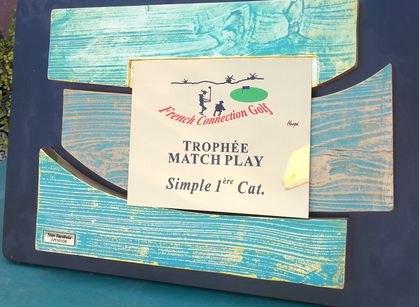 French Connection Golf
TROPHÉE
MATCH PLAY
Simple 1ère Cat.